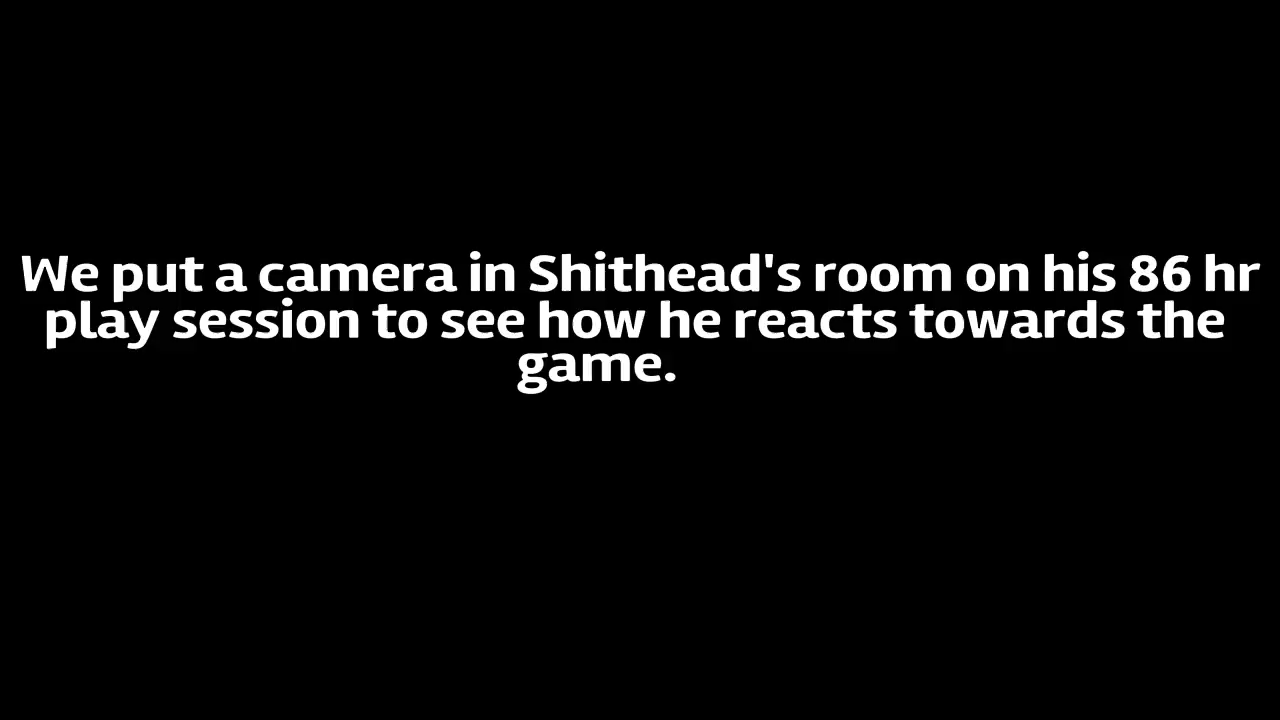 We put a camera in Shithead's room on his 86 hr
play session to see how he reacts towards the
game.